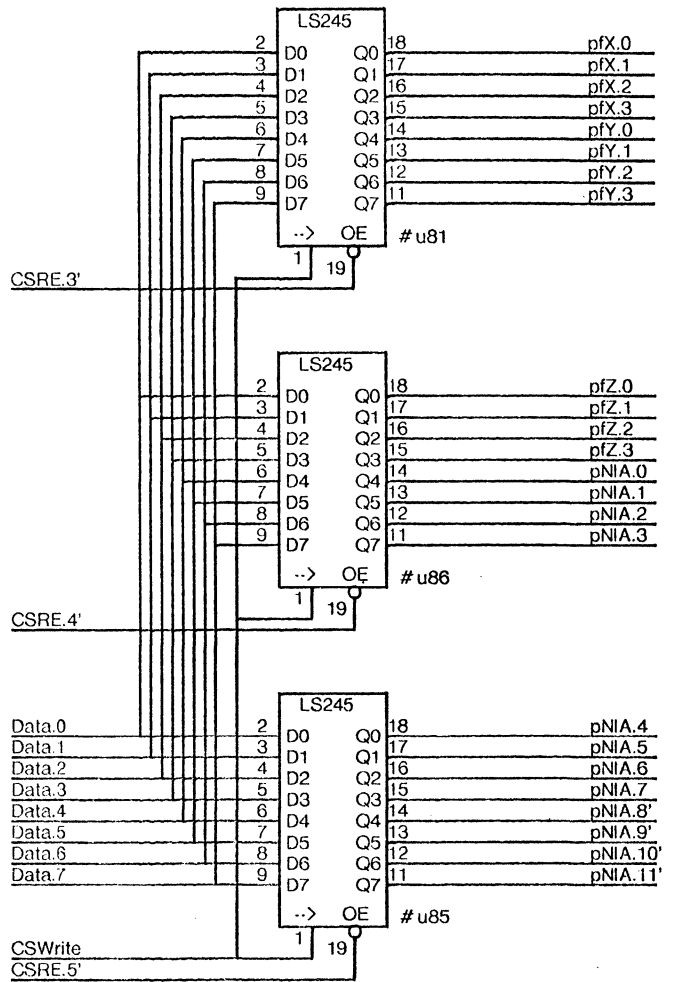 LS245
2 D0 Q0 18 pfX.0
3 D1 Q1 17 pfX.1
4 D2 Q2 16 pfX.2
5 D3 Q3 15 pfX.3
6 D4 Q4 14 pfY.0
7 D5 Q5 13 pfY.1
8 D6 Q6 12 pfY.2
9 D7 Q7 11 pfY.3
--> OE # u81
1 19
CSRE.3'
LS245
2 D0 Q0 18 pfZ.0
3 D1 Q1 17 pfZ.1
4 D2 Q2 16 pfZ.2
5 D3 Q3 15 pfZ.3
6 D4 Q4 14 pNIA.0
7 D5 Q5 13 pNIA.1
8 D6 Q6 12 pNIA.2
9 D7 Q7 11 pNIA.3
--> OE # u86
1 19
CSRE.4'
LS245
Data.0 2 D0 Q0 18 pNIA.4
Data.1 3 D1 Q1 17 pNIA.5
Data.2 4 D2 Q2 16 pNIA.6
Data.3 5 D3 Q3 15 pNIA.7
Data.4 6 D4 Q4 14 pNIA.8'
Data.5 7 D5 Q5 13 pNIA.9'
Data.6 8 D6 Q6 12 pNIA.10'
Data.7 9 D7 Q7 11 pNIA.11'
--> OE # u85
CSWrite 1 19
CSRE.5'